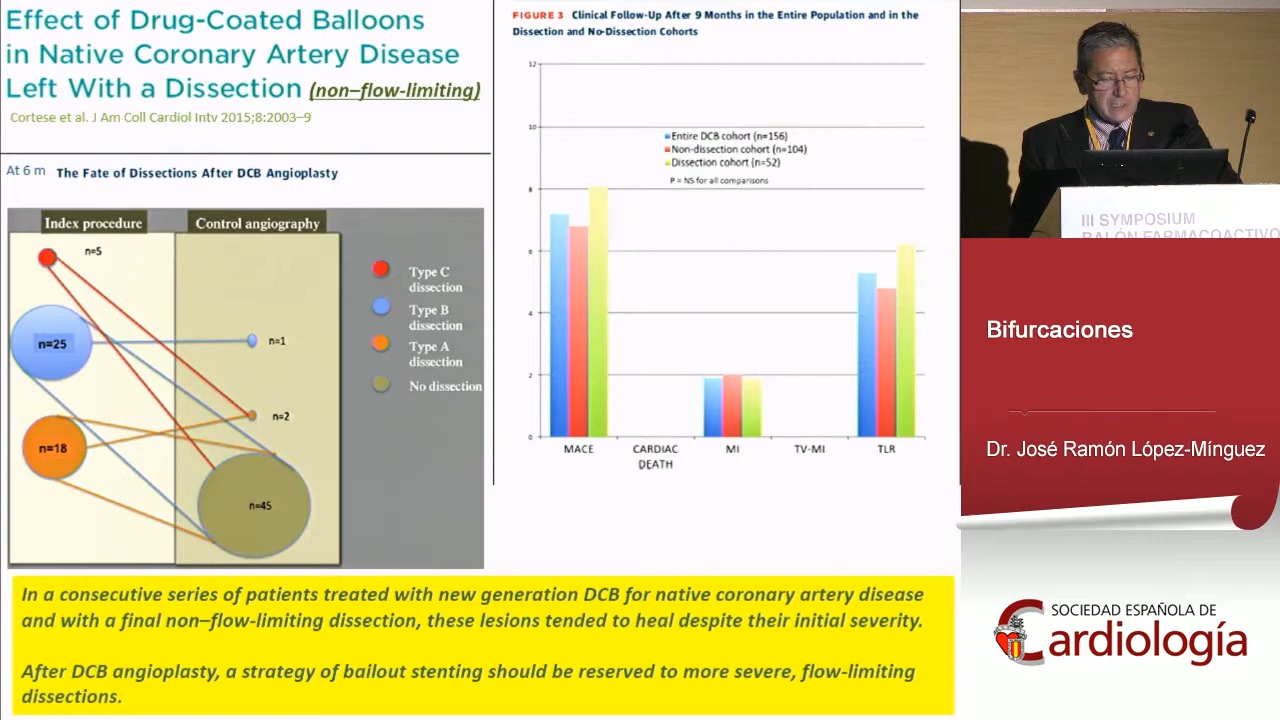 Effect of Drug-Coated Balloons
in Native Coronary Artery Disease
Left With a Dissection (non–flow-limiting)
Cortese et al. J Am Coll Cardiol Intv 2015;8:2003–9
At 6 m The Fate of Dissections After DCB Angioplasty
Index procedure
Control angiography
n=5
n=25
n=18
n=1
n=2
n=45
Type C
dissection
Type B
dissection
Type A
dissection
No dissection
FIGURE 3 Clinical Follow-Up After 9 Months in the Entire Population and in the
Dissection and No-Dissection Cohorts
12
10
8
6
4
2
0
Entire DCB cohort (n=156)
Non-dissection cohort (n=104)
Dissection cohort (n=52)
P = NS for all comparisons
MACE
CARDIAC
DEATH
MI
TV-MI
TLR
In a consecutive series of patients treated with new generation DCB for native coronary artery disease
and with a final non–flow-limiting dissection, these lesions tended to heal despite their initial severity.
After DCB angioplasty, a strategy of bailout stenting should be reserved to more severe, flow-limiting
dissections.
III SYMPOSIUM
BALÓN FARMACOACTIVO
Bifurcaciones
Dr. José Ramón López-Mínguez
SOCIEDAD ESPAÑOLA DE
Cardiología